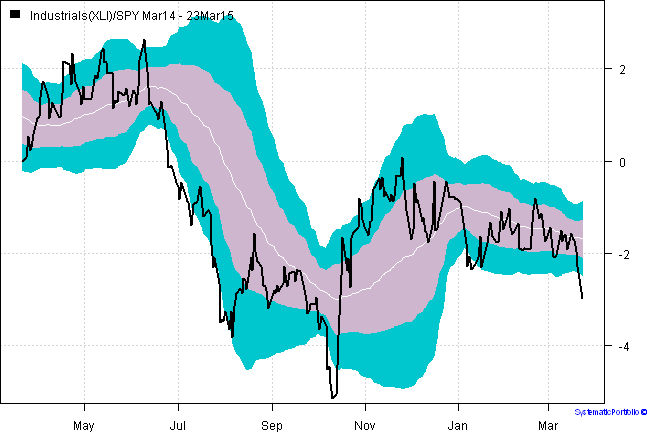 Industrials(XLI)/SPY Mar14 - 23Mar15
2
0
-2
-4
May Jul Sep Nov Jan Mar
SystematicPortfolio ©